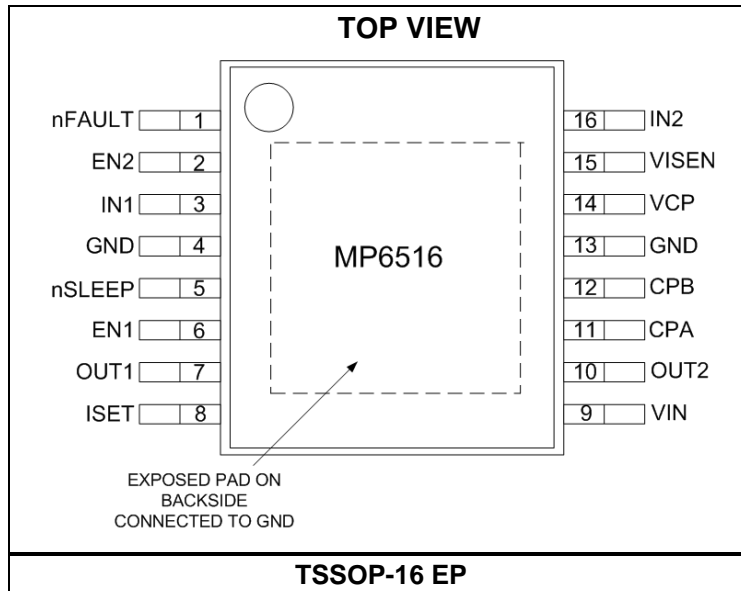 TOP VIEW
nFAULT 1
EN2 2
IN1 3
GND 4
nSLEEP 5
EN1 6
OUT1 7
ISET 8
MP6516
16 IN2
15 VISEN
14 VCP
13 GND
12 CPB
11 CPA
10 OUT2
9 VIN
EXPOSED PAD ON
BACKSIDE
CONNECTED TO GND
TSSOP-16 EP